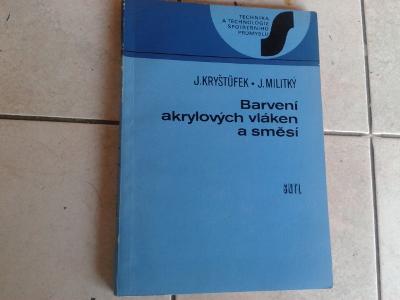 TECHNIKA
A TECHNOLOGIE
SPOTŘEBNÍHO
PRŮMYSLU
J. KRYŠTŮFEK • J. MILITKÝ
Barvení
akrylových vláken
a směsí
SNTL